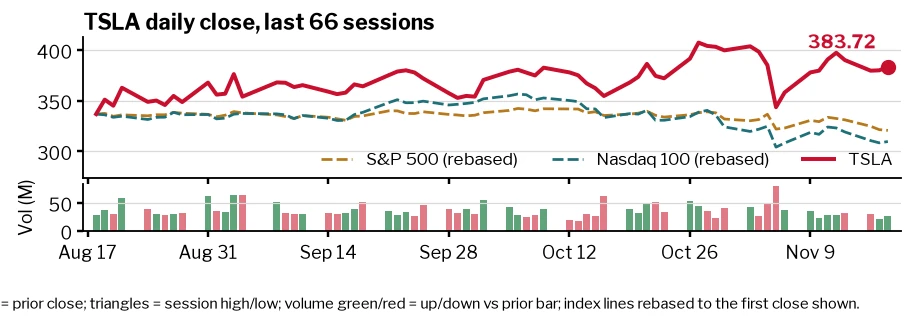 TSLA daily close, last 66 sessions
383.72
400
350
300
S&P 500 (rebased) Nasdaq 100 (rebased) TSLA
Vol (M)
50
0
Aug 17 Aug 31 Sep 14 Sep 28 Oct 12 Oct 26 Nov 9
= prior close; triangles = session high/low; volume green/red = up/down vs prior bar; index lines rebased to the first close shown.